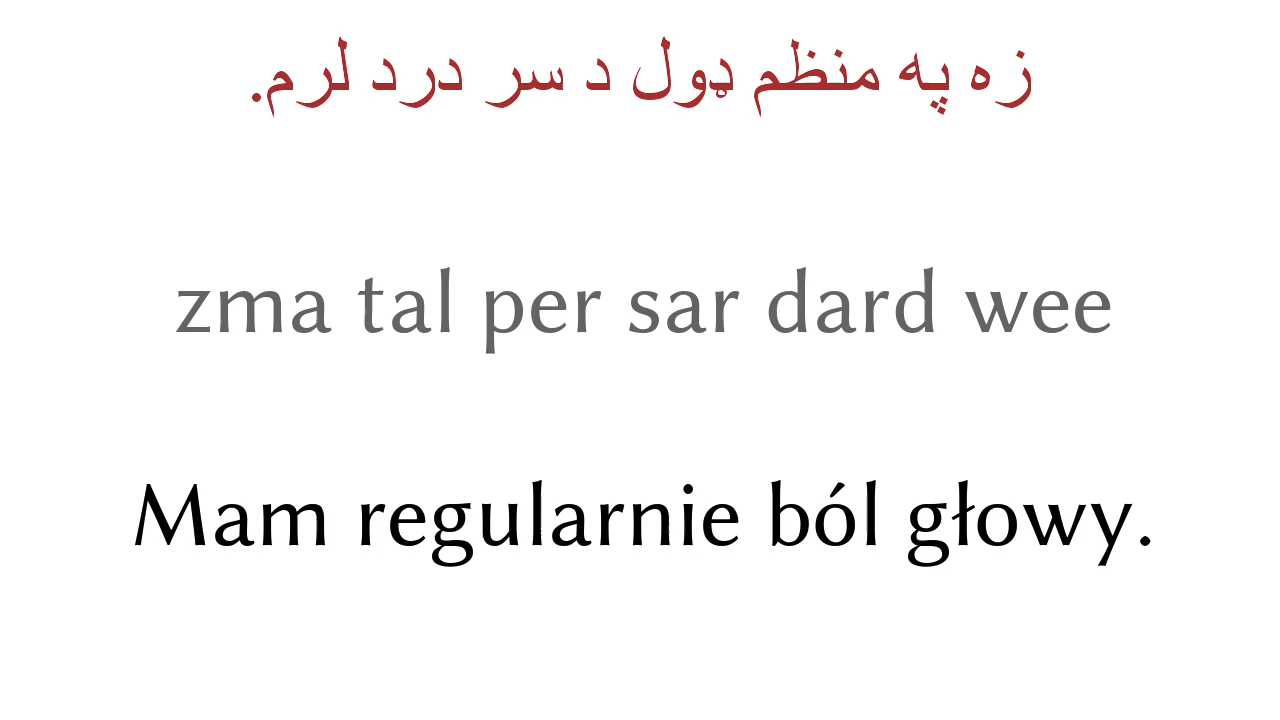 زه په منظم ډول د سر درد لرم.
zma tal per sar dard wee
Mam regularnie ból głowy.